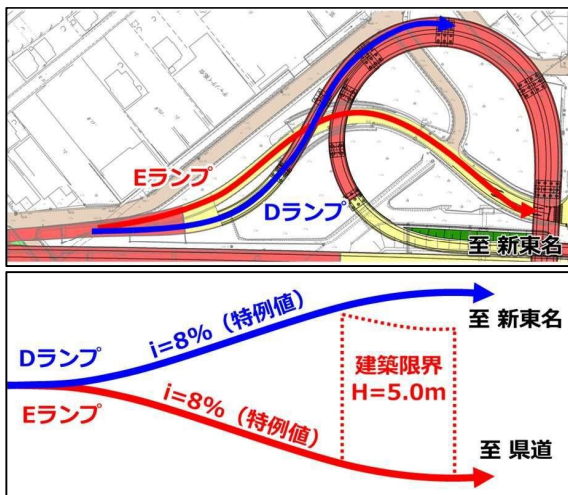 Eランプ
Dランプ
至 新東名
i=8%（特例値）
至 新東名
Dランプ
建築限界
H=5.0m
Eランプ
i=8%（特例値）
至 県道